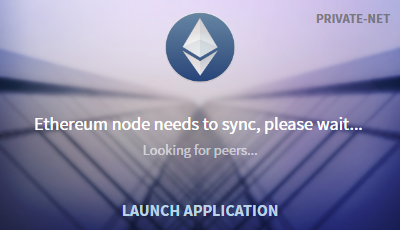 PRIVATE-NET
Ethereum node needs to sync, please wait...
Looking for peers...
LAUNCH APPLICATION